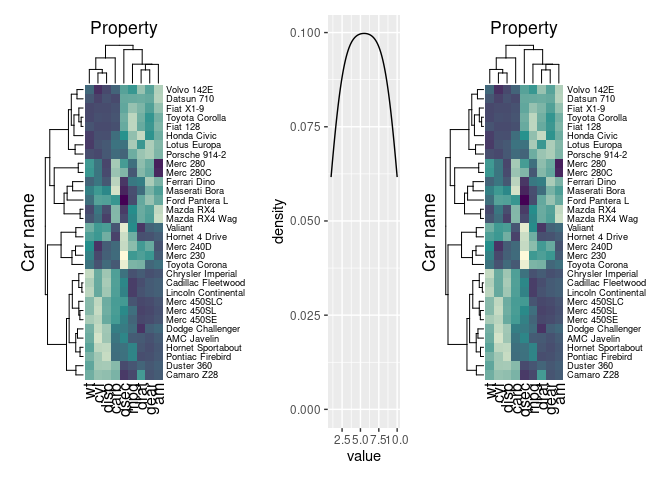 Property
Volvo 142E
Datsun 710
Fiat X1-9
Toyota Corolla
Fiat 128
Honda Civic
Lotus Europa
Porsche 914-2
Merc 280
Merc 280C
Ferrari Dino
Maserati Bora
Ford Pantera L
Mazda RX4
Mazda RX4 Wag
Valiant
Hornet 4 Drive
Merc 240D
Merc 230
Toyota Corona
Chrysler Imperial
Cadillac Fleetwood
Lincoln Continental
Merc 450SLC
Merc 450SL
Merc 450SE
Dodge Challenger
AMC Javelin
Hornet Sportabout
Pontiac Firebird
Duster 360
Camaro Z28
Car name
wt
cyl
disp
carb
qsec
mpg
drat
gear
am
0.100
0.075
0.050
0.025
0.000
density
2.5
5.0
7.5
10.0
value
Property
Volvo 142E
Datsun 710
Fiat X1-9
Toyota Corolla
Fiat 128
Honda Civic
Lotus Europa
Porsche 914-2
Merc 280
Merc 280C
Ferrari Dino
Maserati Bora
Ford Pantera L
Mazda RX4
Mazda RX4 Wag
Valiant
Hornet 4 Drive
Merc 240D
Merc 230
Toyota Corona
Chrysler Imperial
Cadillac Fleetwood
Lincoln Continental
Merc 450SLC
Merc 450SL
Merc 450SE
Dodge Challenger
AMC Javelin
Hornet Sportabout
Pontiac Firebird
Duster 360
Camaro Z28
Car name
wt
cyl
disp
carb
qsec
mpg
drat
gear
am